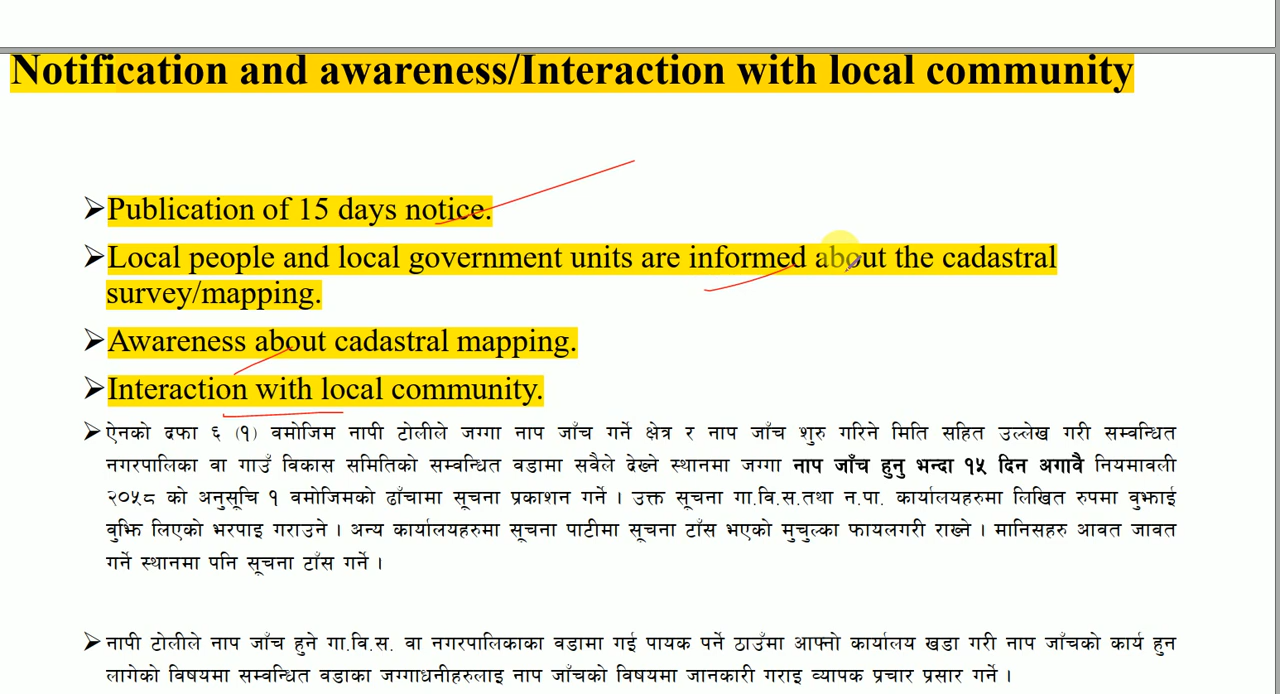 Notification and awareness/Interaction with local community
➢Publication of 15 days notice.
➢Local people and local government units are informed about the cadastral
survey/mapping.
➢Awareness about cadastral mapping.
➢Interaction with local community.
➢ऐनको दफा ६ (१) बमोजिम नापी टोलीले जग्गा नाप जाँच गर्ने क्षेत्र र नाप जाँच शुरु गरिने मिति सहित उल्लेख गरी सम्बन्धित
नगरपालिका वा गाउँ विकास समितिको सम्बन्धित वडामा सबैले देख्ने स्थानमा जग्गा नाप जाँच हुनु भन्दा १५ दिन अगावै नियमावली
२०५८ को अनुसूचि १ बमोजिमको ढाँचामा सूचना प्रकाशन गर्ने । उक्त सूचना गा.वि.स.तथा न.पा. कार्यालयहरुमा लिखित रुपमा बुझाई
बुझि लिएको भरपाइ गराउने । अन्य कार्यालयहरुमा सूचना पाटीमा सूचना टाँस भएको मुचुल्का फायलगरी राख्ने । मानिसहरु आवत जावत
गर्ने स्थानमा पनि सूचना टाँस गर्ने ।
➢नापी टोलीले नाप जाँच हुने गा.वि.स. वा नगरपालिकाका वडामा गई पायक पर्ने ठाउँमा आफ्नो कार्यालय खडा गरी नाप जाँचको कार्य हुन
लागेको विषयमा सम्बन्धित वडाका जग्गाधनीहरुलाइ नाप जाँचको विषयमा जानकारी गराइ व्यापक प्रचार प्रसार गर्ने ।